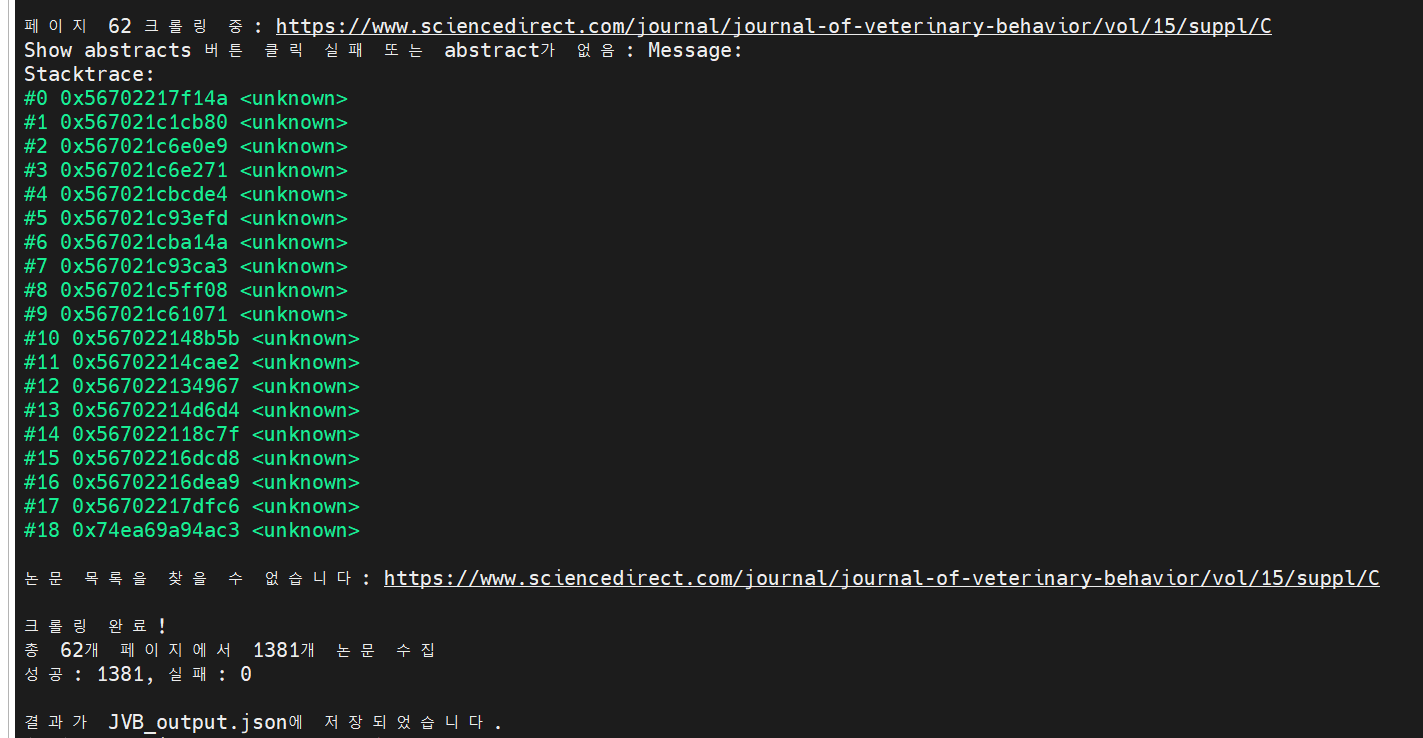 페이지 62 크롤링 중: https://www.sciencedirect.com/journal/journal-of-veterinary-behavior/vol/15/suppl/C
Show abstracts 버튼 클릭 실패 또는 abstract가 없음: Message:
Stacktrace:
#0 0x56702217f14a <unknown>
#1 0x567021c1cb80 <unknown>
#2 0x567021c6e0e9 <unknown>
#3 0x567021c6e271 <unknown>
#4 0x567021cbcde4 <unknown>
#5 0x567021c93efd <unknown>
#6 0x567021cba14a <unknown>
#7 0x567021c93ca3 <unknown>
#8 0x567021c5ff08 <unknown>
#9 0x567021c61071 <unknown>
#10 0x567022148b5b <unknown>
#11 0x56702214cae2 <unknown>
#12 0x567022134967 <unknown>
#13 0x56702214d6d4 <unknown>
#14 0x567022118c7f <unknown>
#15 0x56702216dcd8 <unknown>
#16 0x56702216dea9 <unknown>
#17 0x56702217dfc6 <unknown>
#18 0x74ea69a94ac3 <unknown>
논문 목록을 찾을 수 없습니다: https://www.sciencedirect.com/journal/journal-of-veterinary-behavior/vol/15/suppl/C
크롤링 완료!
총 62개 페이지에서 1381개 논문 수집
성공: 1381, 실패: 0
결과가 JVB_output.json에 저장되었습니다.